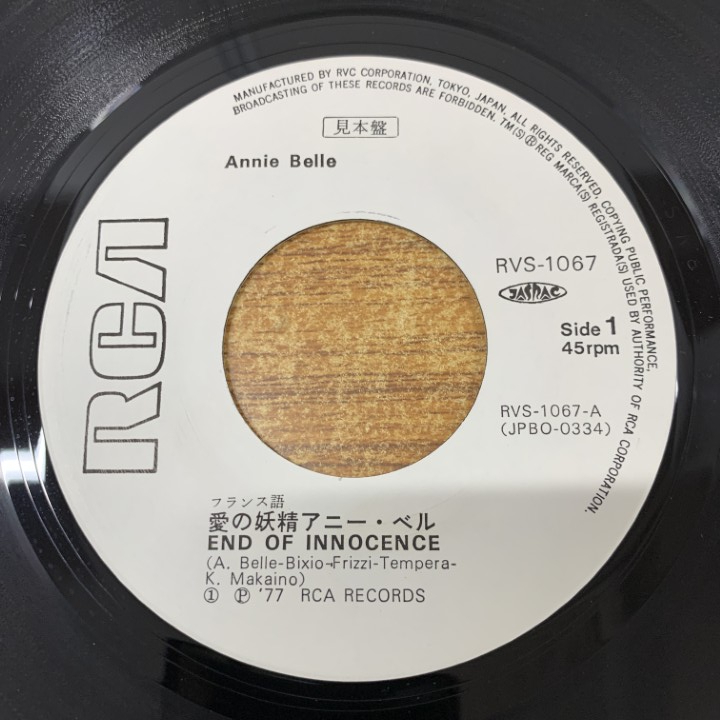 MANUFACTURED BY RVC CORPORATION, TOKYO, JAPAN, ALL RIGHTS RESERVED, COPYING PUBLIC PERFORMANCE,
BROADCASTING OF THESE RECORDS ARE FORBIDDEN. TM(S)®REG MARCA(S) REGISTRADA(S) USED BY AUTHORITY OF RCA CORPORATION.
見本盤
Annie Belle
RCA
RVS-1067
JASRAC
Side 1
45rpm
RVS-1067-A
(JPBO-0334)
フランス語
愛の妖精アニー・ベル
END OF INNOCENCE
(A. Belle-Bixio-Frizzi-Tempera-
K. Makaino)
① Ⓟ '77 RCA RECORDS